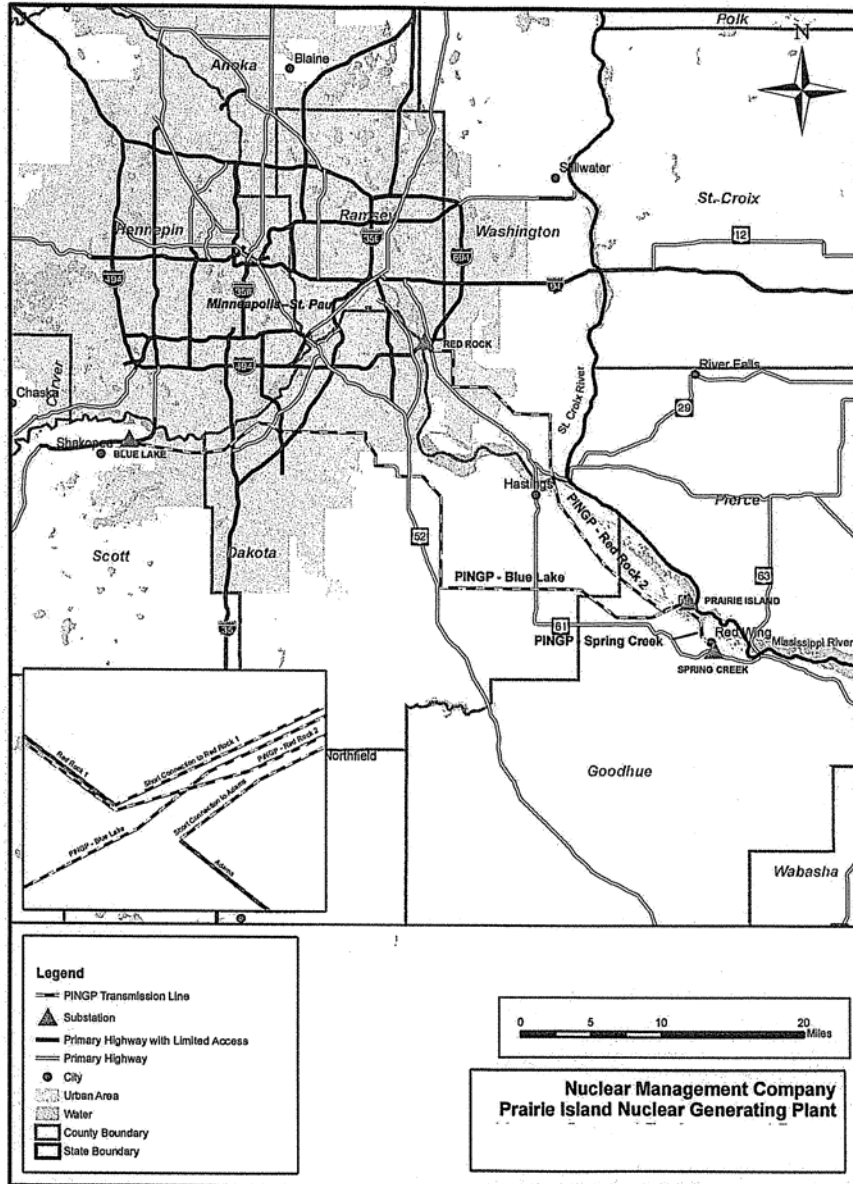 Polk
N
Anoka
Blaine
Stillwater
St. Croix
Hennepin
Ramsey
Washington
12
35E
694
494
35W
94
Minneapolis--St. Paul
RED ROCK
494
River Falls
Carver
Chaska
St. Croix River
29
Shakopee
BLUE LAKE
Hastings
Pierce
52
PINGP - Red Rock 2
Scott
Dakota
PINGP - Blue Lake
63
PRAIRIE ISLAND
35
61
Red Wing
PINGP - Spring Creek
Mississippi River
SPRING CREEK
Red Rock 1
Short Connection to Red Rock 1
PINGP - Red Rock 2
Northfield
Goodhue
PINGP - Blue Lake
Short Connection to Adams
Adams
Wabasha
Legend
PINGP Transmission Line
Substation
Primary Highway with Limited Access
Primary Highway
City
Urban Area
Water
County Boundary
State Boundary
0 5 10 20
Miles
Nuclear Management Company
Prairie Island Nuclear Generating Plant